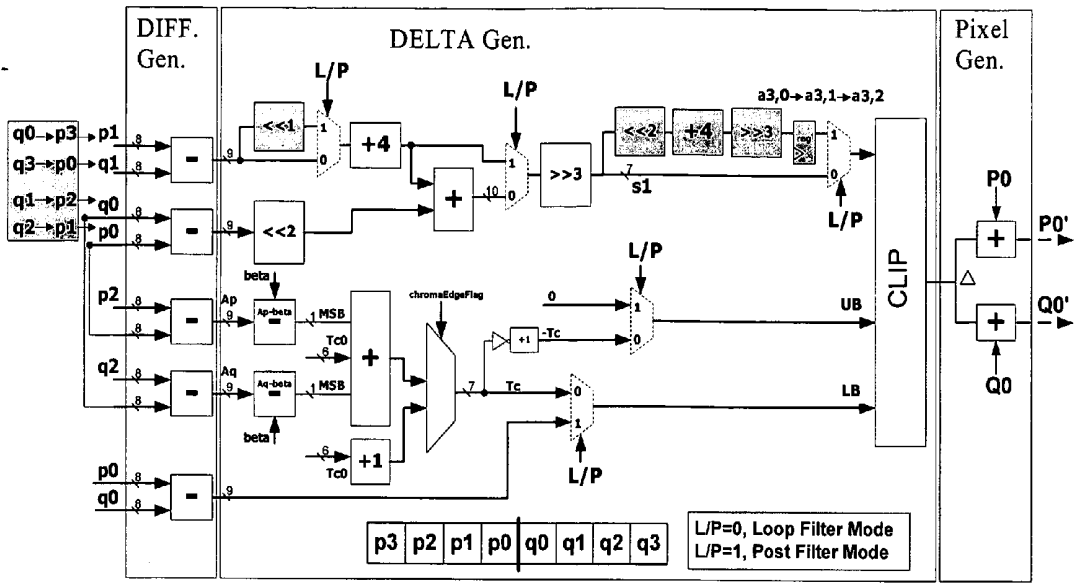 DIFF.
Gen.
DELTA Gen.
Pixel
Gen.
L/P
L/P
a3,0→a3,1→a3,2
q0→p3→p1
q3→p0→q1
q1→p2→q0
q2→p1→p0
8
8
8
8
-
-
9
9
<<1
1
0
+4
<<2
+
10
1
0
>>3
7
s1
<<2
+4
>>3
reg
1
0
L/P
P0
+
P0'
Δ
+
Q0'
Q0
CLIP
beta
p2
8
8
-
Ap
9
Ap-beta
-
1
MSB
Tc0
6
+
chromaEdgeFlag
0
L/P
1
0
UB
+1
-Tc
q2
8
8
-
Aq
9
Aq-beta
-
1
MSB
beta
6
Tc0
+1
7
Tc
0
1
L/P
LB
p0
8
q0
8
-
9
p3 p2 p1 p0 q0 q1 q2 q3
L/P=0, Loop Filter Mode
L/P=1, Post Filter Mode